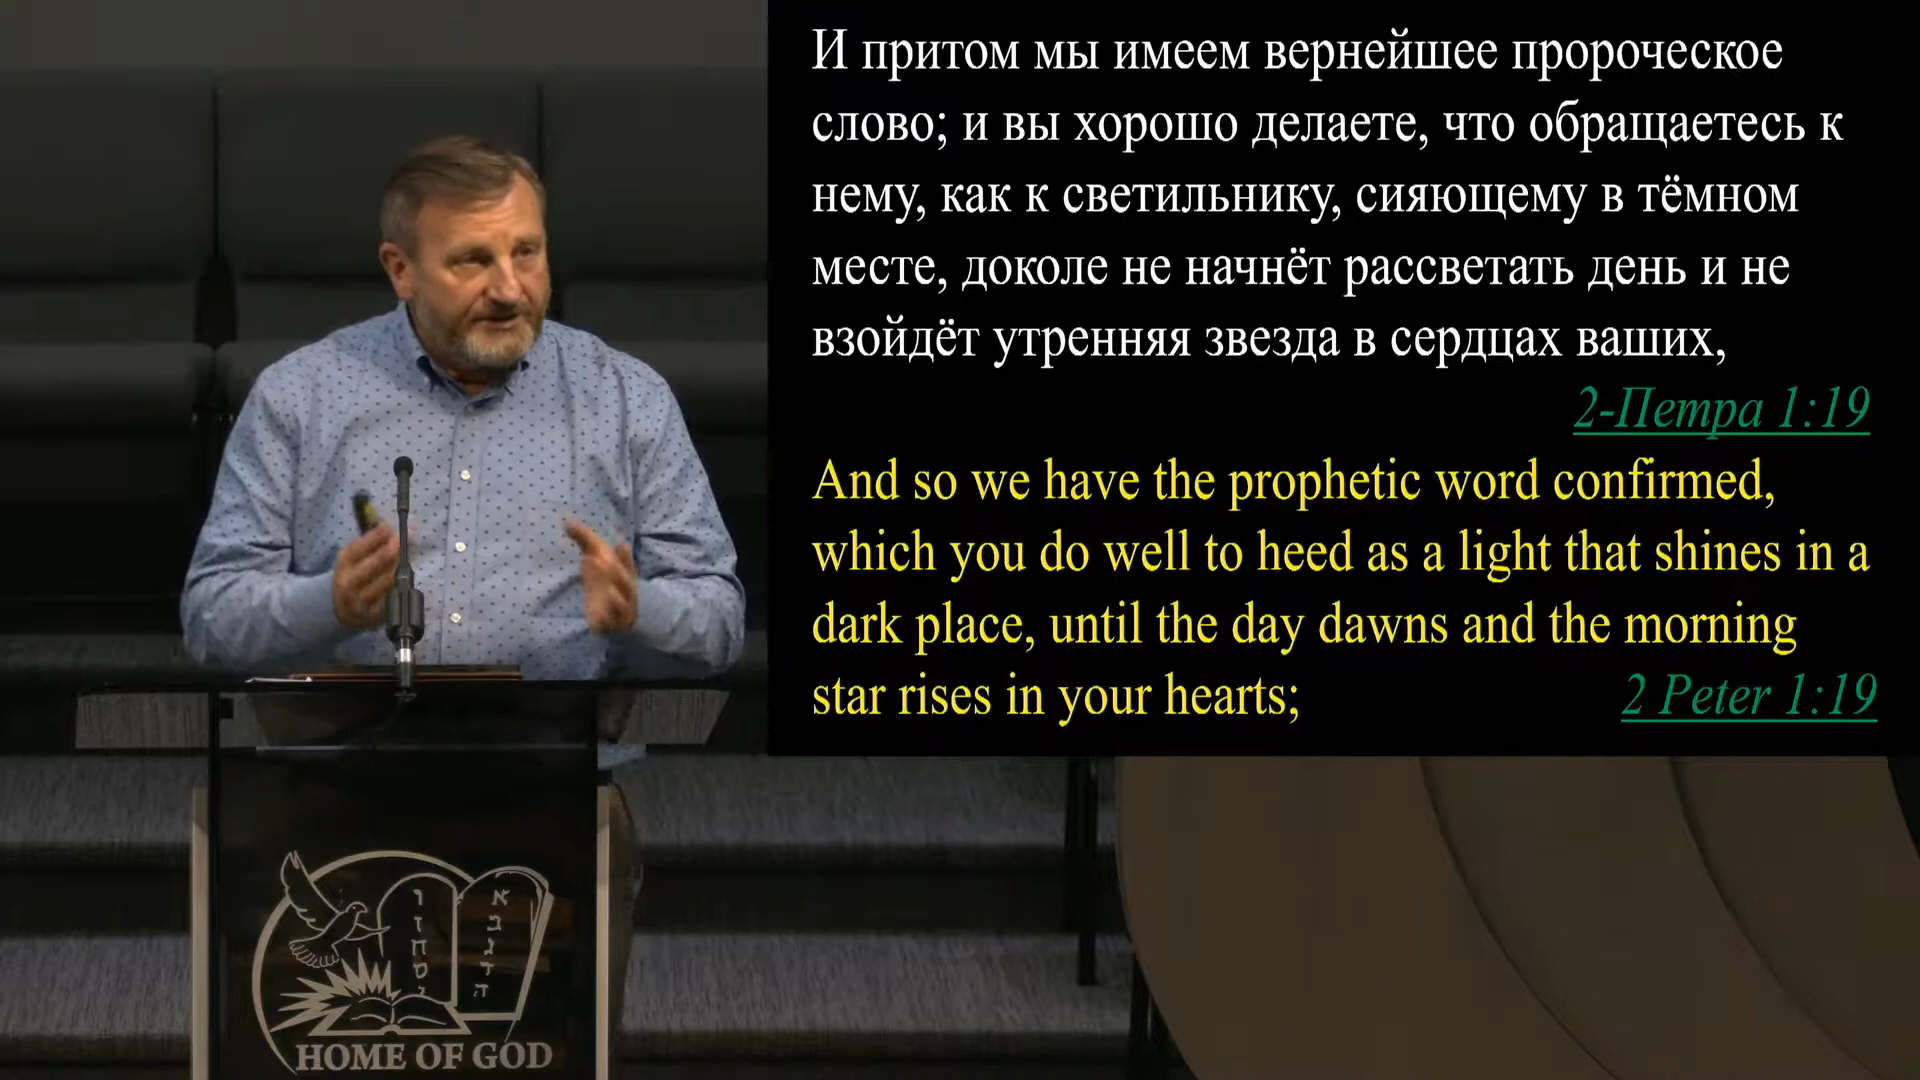 И притом мы имеем вернейшее пророческое
слово; и вы хорошо делаете, что обращаетесь к
нему, как к светильнику, сияющему в тёмном
месте, доколе не начнёт рассветать день и не
взойдёт утренняя звезда в сердцах ваших,
2-Петра 1:19
And so we have the prophetic word confirmed,
which you do well to heed as a light that shines in a
dark place, until the day dawns and the morning
star rises in your hearts; 2 Peter 1:19
ו א
ז ב
ח ג
ט ד
י ה
HOME OF GOD